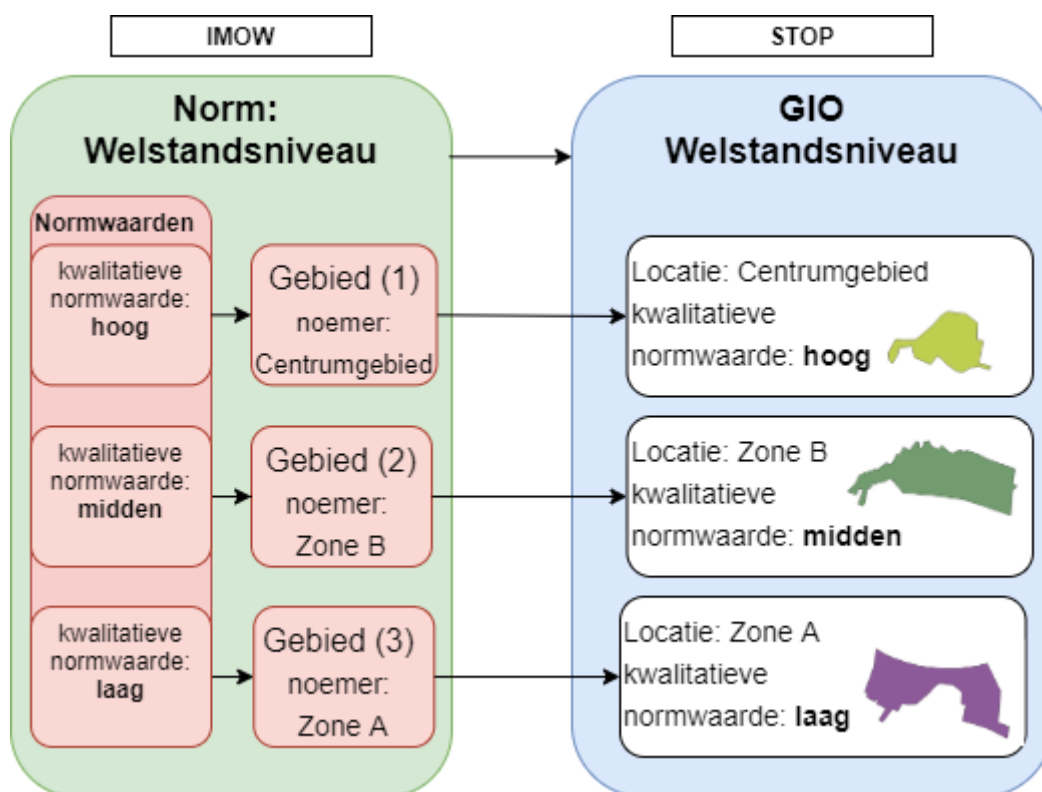 IMOW
STOP
Norm:
Welstandsniveau
GIO
Welstandsniveau
Normwaarden
kwalitatieve
normwaarde:
hoog
Gebied (1)
noemer:
Centrumgebied
Locatie: Centrumgebied
kwalitatieve
normwaarde: hoog
kwalitatieve
normwaarde:
midden
Gebied (2)
noemer:
Zone B
Locatie: Zone B
kwalitatieve
normwaarde: midden
kwalitatieve
normwaarde:
laag
Gebied (3)
noemer:
Zone A
Locatie: Zone A
kwalitatieve
normwaarde: laag